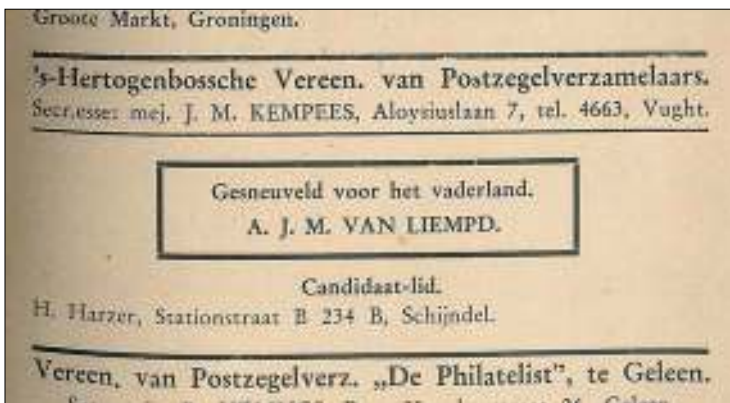 Groote Markt, Groningen.
's-Hertogenbossche Vereen. van Postzegelverzamelaars.
Secr.esse: mej. J. M. KEMPEES, Aloysiuslaan 7, tel. 4663, Vught.
Gesneuveld voor het vaderland.
A. J. M. VAN LIEMPD.
Candidaat-lid.
H. Harzer, Stationstraat B 234 B, Schijndel.
Vereen. van Postzegelverz. „De Philatelist”, te Geleen.